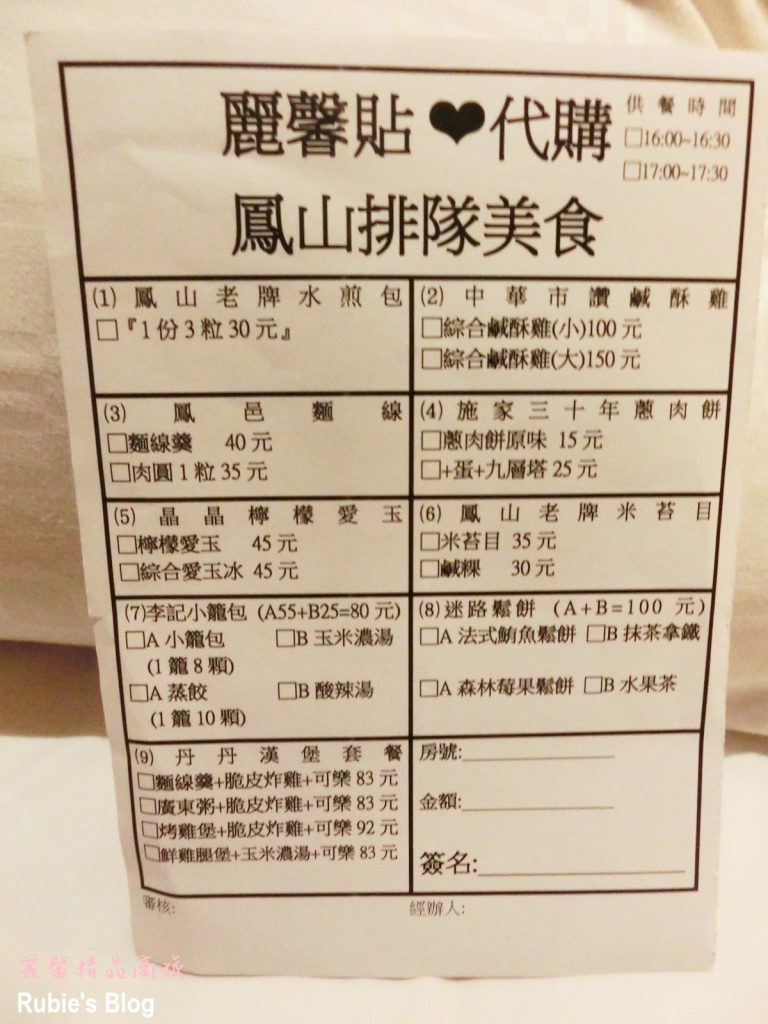 麗馨貼❤代購
供餐時間
□16:00~16:30
□17:00~17:30
鳳山排隊美食
(1) 鳳山老牌水煎包
□『1份3粒30元』
(2) 中華市讚鹹酥雞
□綜合鹹酥雞(小)100元
□綜合鹹酥雞(大)150元
(3) 鳳邑麵線
□麵線羹 40元
□肉圓1粒35元
(4) 施家三十年蔥肉餅
□蔥肉餅原味 15元
□+蛋+九層塔25元
(5) 晶晶檸檬愛玉
□檸檬愛玉 45元
□綜合愛玉冰 45元
(6) 鳳山老牌米苔目
□米苔目 35元
□鹹粿 30元
(7)李記小籠包 (A55+B25=80元)
□A 小籠包 □B 玉米濃湯
(1籠8顆)
□A 蒸餃 □B 酸辣湯
(1籠10顆)
(8)迷路鬆餅 (A+B=100 元)
□A 法式鮪魚鬆餅 □B 抹茶拿鐵
□A 森林莓果鬆餅 □B 水果茶
(9) 丹丹漢堡套餐
□麵線羹+脆皮炸雞+可樂83元
□廣東粥+脆皮炸雞+可樂83元
□烤雞堡+脆皮炸雞+可樂92元
□鮮雞腿堡+玉米濃湯+可樂83元
房號:
金額:
簽名:
審核:
經辦人:
麗馨精品商旅
Rubie's Blog